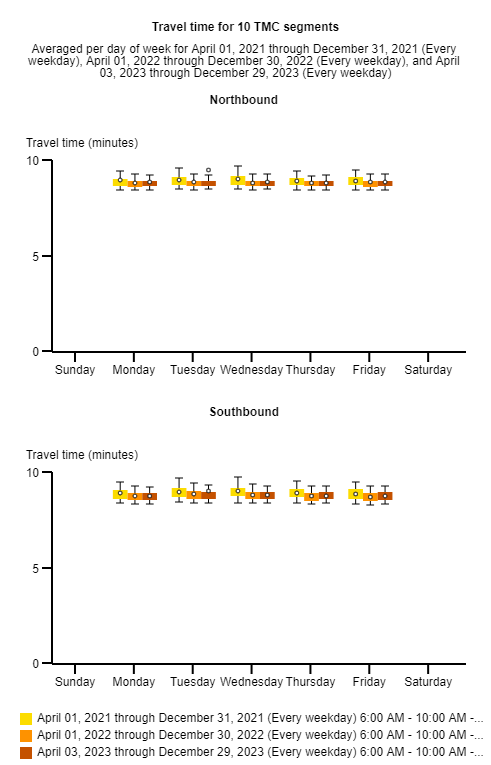 Travel time for 10 TMC segments
Averaged per day of week for April 01, 2021 through December 31, 2021 (Every
weekday), April 01, 2022 through December 30, 2022 (Every weekday), and April
03, 2023 through December 29, 2023 (Every weekday)
Northbound
Travel time (minutes)
10
5
0
Sunday Monday Tuesday Wednesday Thursday Friday Saturday
Southbound
Travel time (minutes)
10
5
0
Sunday Monday Tuesday Wednesday Thursday Friday Saturday
April 01, 2021 through December 31, 2021 (Every weekday) 6:00 AM - 10:00 AM -...
April 01, 2022 through December 30, 2022 (Every weekday) 6:00 AM - 10:00 AM -...
April 03, 2023 through December 29, 2023 (Every weekday) 6:00 AM - 10:00 AM -...